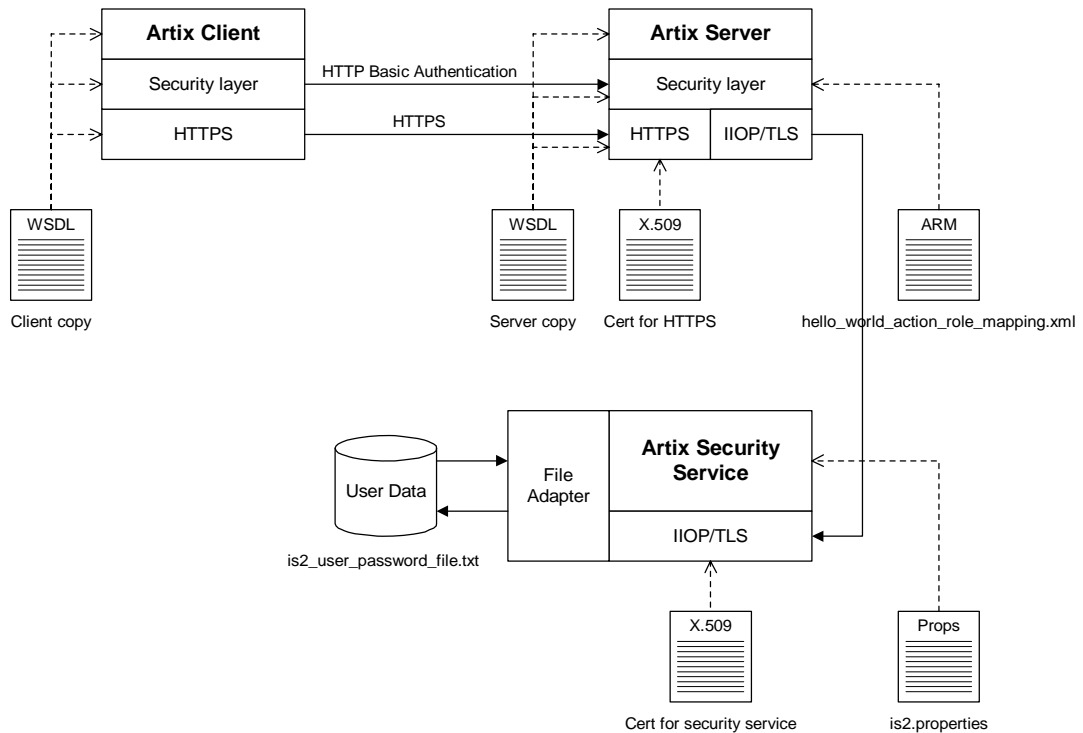 Artix Client
Artix Server
HTTP Basic Authentication
Security layer
Security layer
HTTPS
HTTPS
HTTPS
IIOP/TLS
WSDL
WSDL
X.509
ARM
Client copy
Server copy
Cert for HTTPS
hello_world_action_role_mapping.xml
Artix Security
Service
File
Adapter
User Data
IIOP/TLS
is2_user_password_file.txt
X.509
Props
Cert for security service
is2.properties